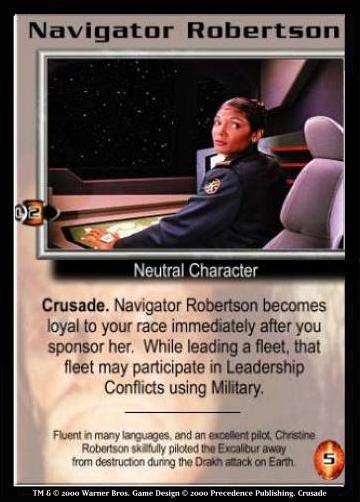 Navigator Robertson
2
Neutral Character
Crusade. Navigator Robertson becomes
loyal to your race immediately after you
sponsor her. While leading a fleet, that
fleet may participate in Leadership
Conflicts using Military.
Fluent in many languages, and an excellent pilot, Christine
Robertson skillfully piloted the Excalibur away
from destruction during the Drakh attack on Earth.
5
TM & © 2000 Warner Bros. Game Design © 2000 Precedence Publishing. Crusade